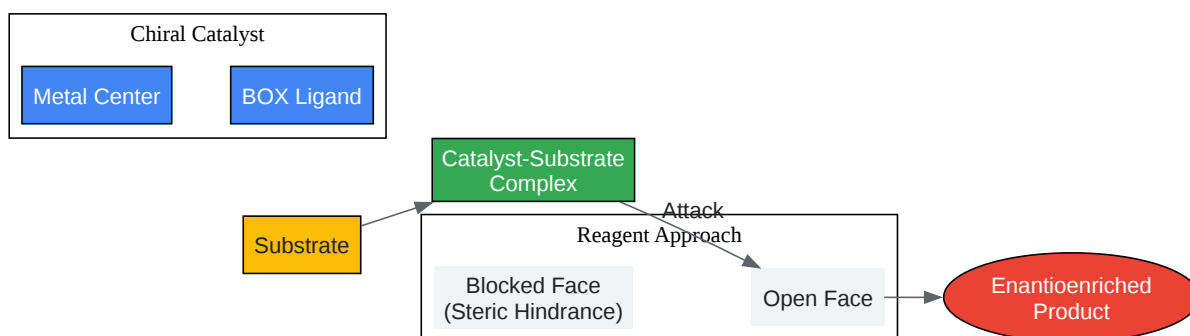 Chiral Catalyst
Metal Center
BOX Ligand
Catalyst-Substrate
Complex
Substrate
Attack
Reagent Approach
Blocked Face
(Steric Hindrance)
Open Face
Enantioenriched
Product